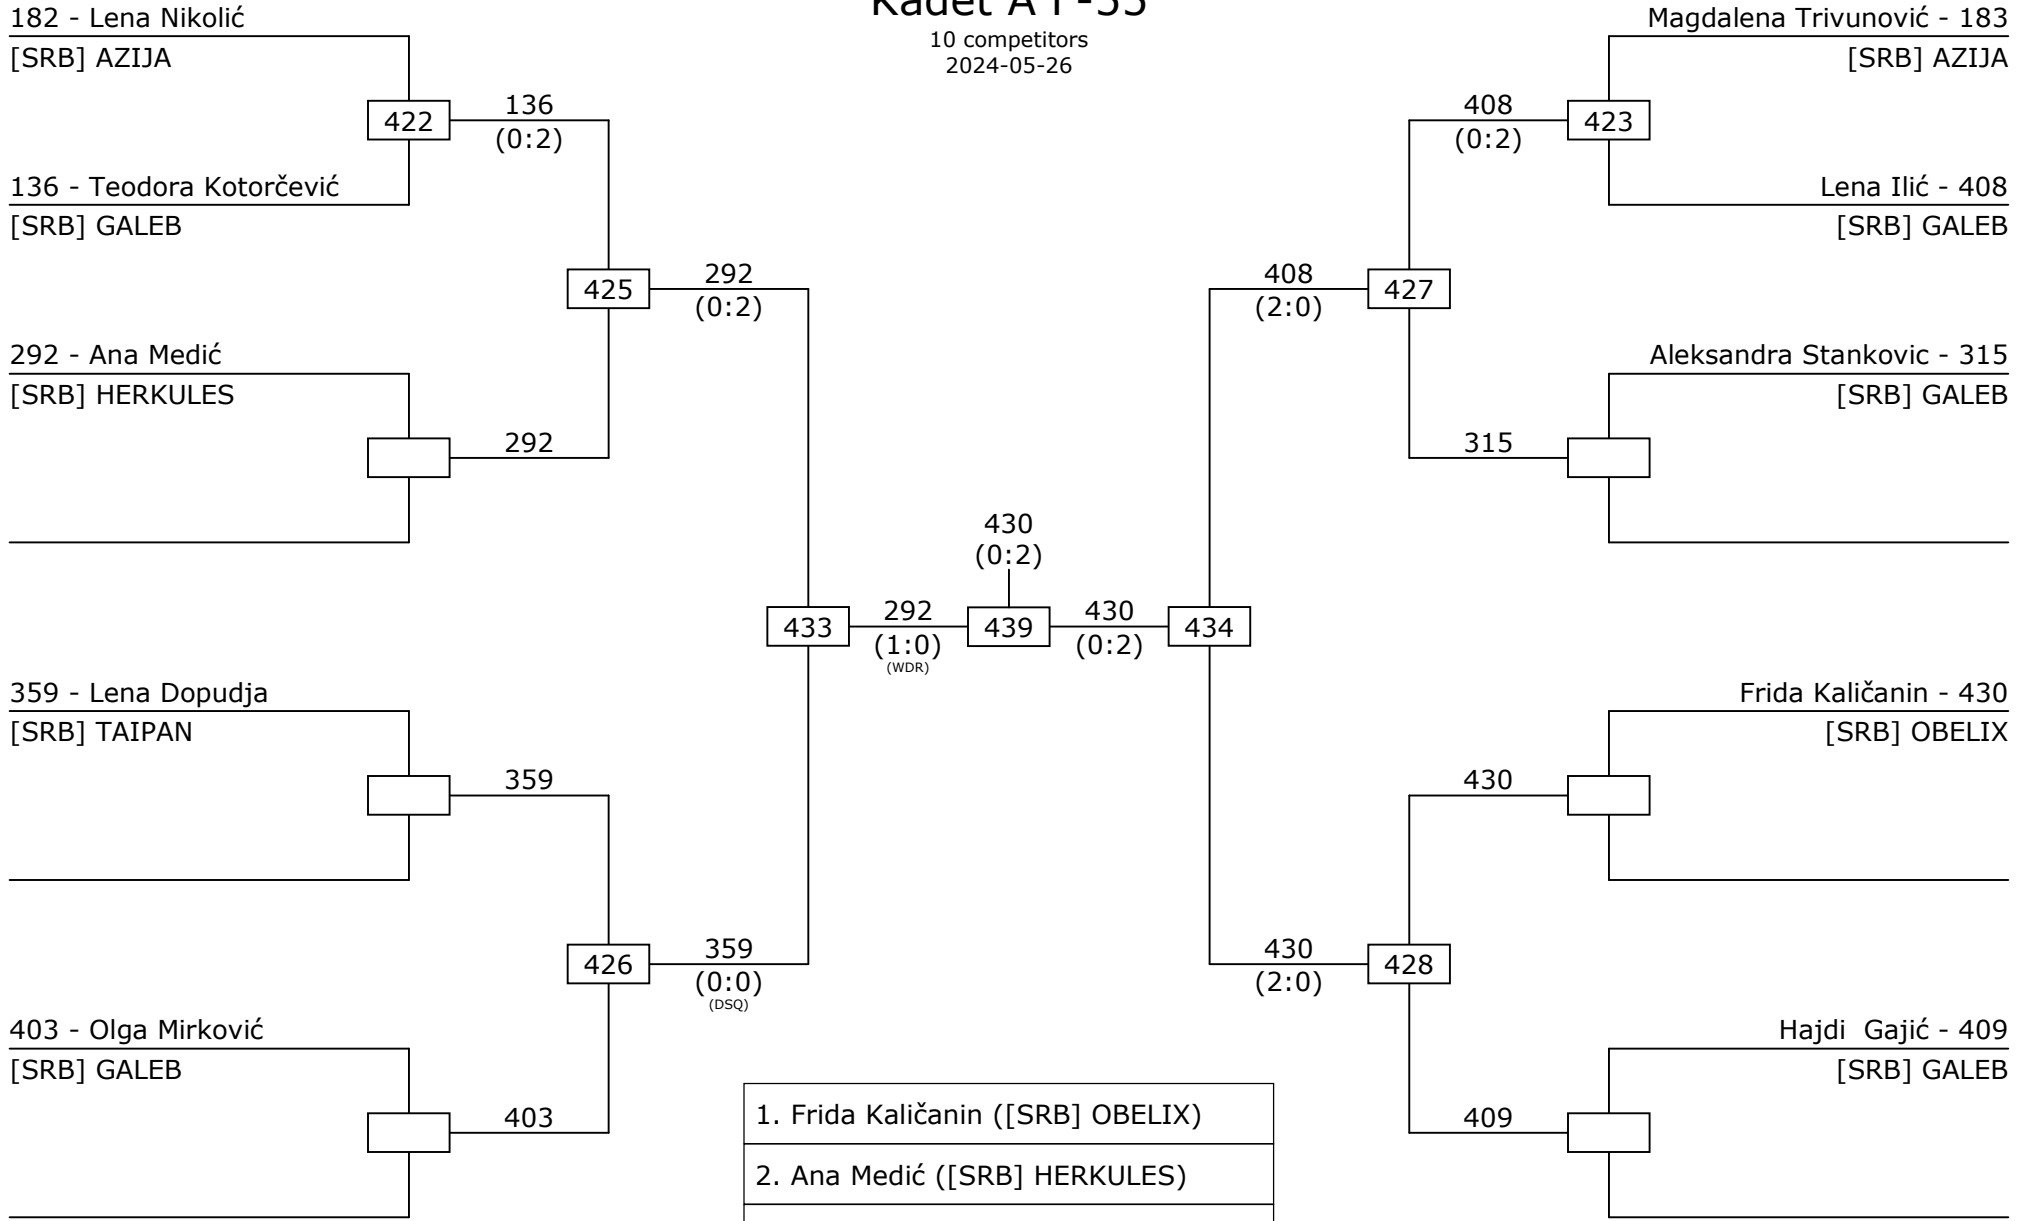 Kadet A F -55
10 competitors
2024-05-26
182 - Lena Nikolić
[SRB] AZIJA
422
136
(0:2)
136 - Teodora Kotorčević
[SRB] GALEB
425
292
(0:2)
292 - Ana Medić
[SRB] HERKULES
292
433
292
(1:0)
(WDR)
359 - Lena Dopudja
[SRB] TAIPAN
359
426
359
(0:0)
(DSQ)
403 - Olga Mirković
[SRB] GALEB
403
430
(0:2)
439
Magdalena Trivunović - 183
[SRB] AZIJA
408
(0:2)
423
Lena Ilić - 408
[SRB] GALEB
408
(2:0)
427
Aleksandra Stankovic - 315
[SRB] GALEB
315
430
(0:2)
434
Frida Kaličanin - 430
[SRB] OBELIX
430
430
(2:0)
428
Hajdi  Gajić - 409
[SRB] GALEB
409
1. Frida Kaličanin ([SRB] OBELIX)
2. Ana Medić ([SRB] HERKULES)